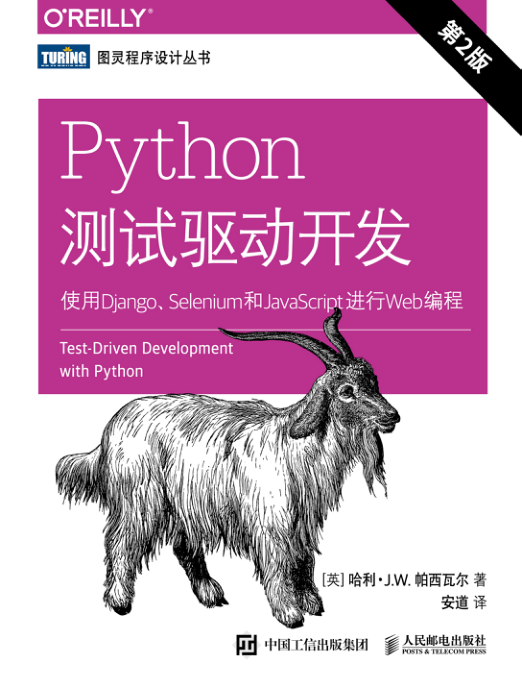 O'REILLY®
第2版
TURING 图灵程序设计丛书
Python
测试驱动开发
使用Django、Selenium和JavaScript进行Web编程
Test-Driven Development
with Python
[英] 哈利·J.W. 帕西瓦尔 著
安道 译
中国工信出版集团 人民邮电出版社
POSTS & TELECOM PRESS